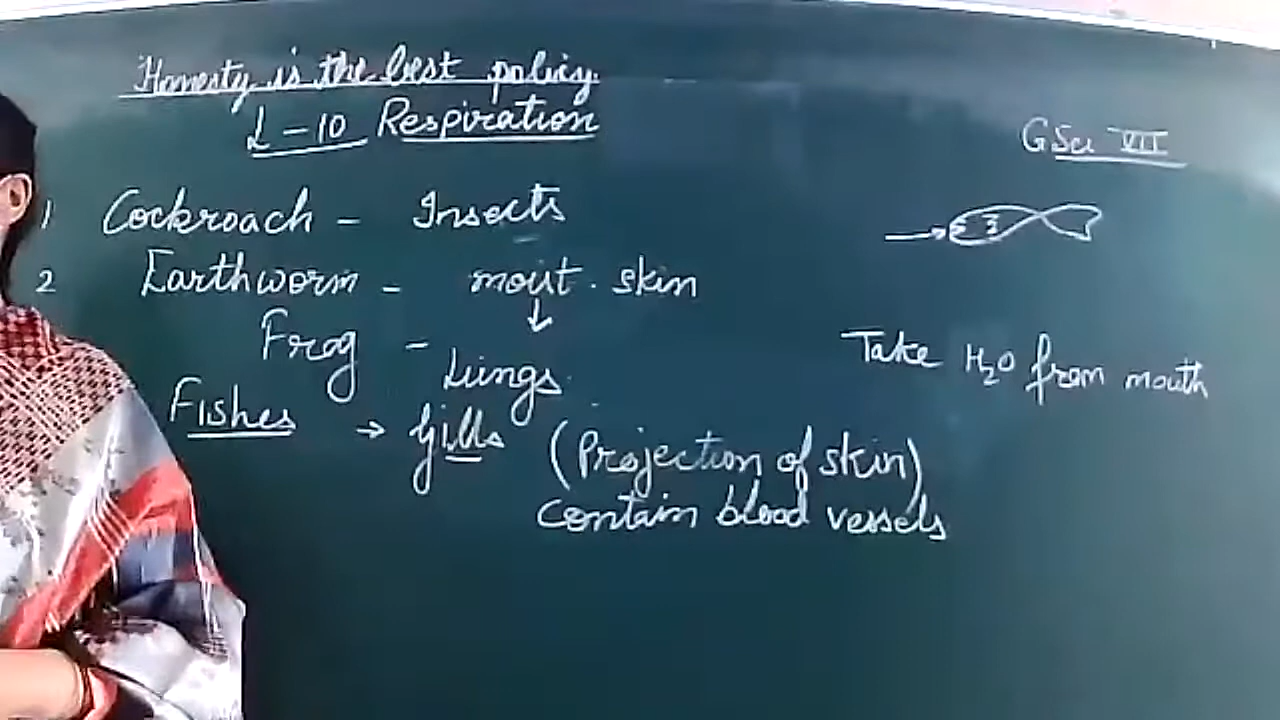 Honesty is the best policy.
L-10 Respiration
GSci VII
1 Cockroach - Insects
2 Earthworm - moist. skin
↓
Frog - Lungs.
Take H₂O from mouth
Fishes → Gills (Projection of skin)
contain blood vessels